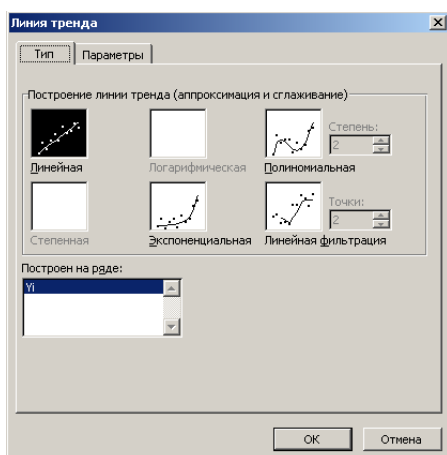 Линия тренда
Тип
Параметры
Построение линии тренда (аппроксимация и сглаживание)
Линейная
Логарифмическая
Полиномиальная
Степень:
2
Степенная
Экспоненциальная
Линейная фильтрация
Точки:
2
Построен на ряде:
Yi
ОК
Отмена